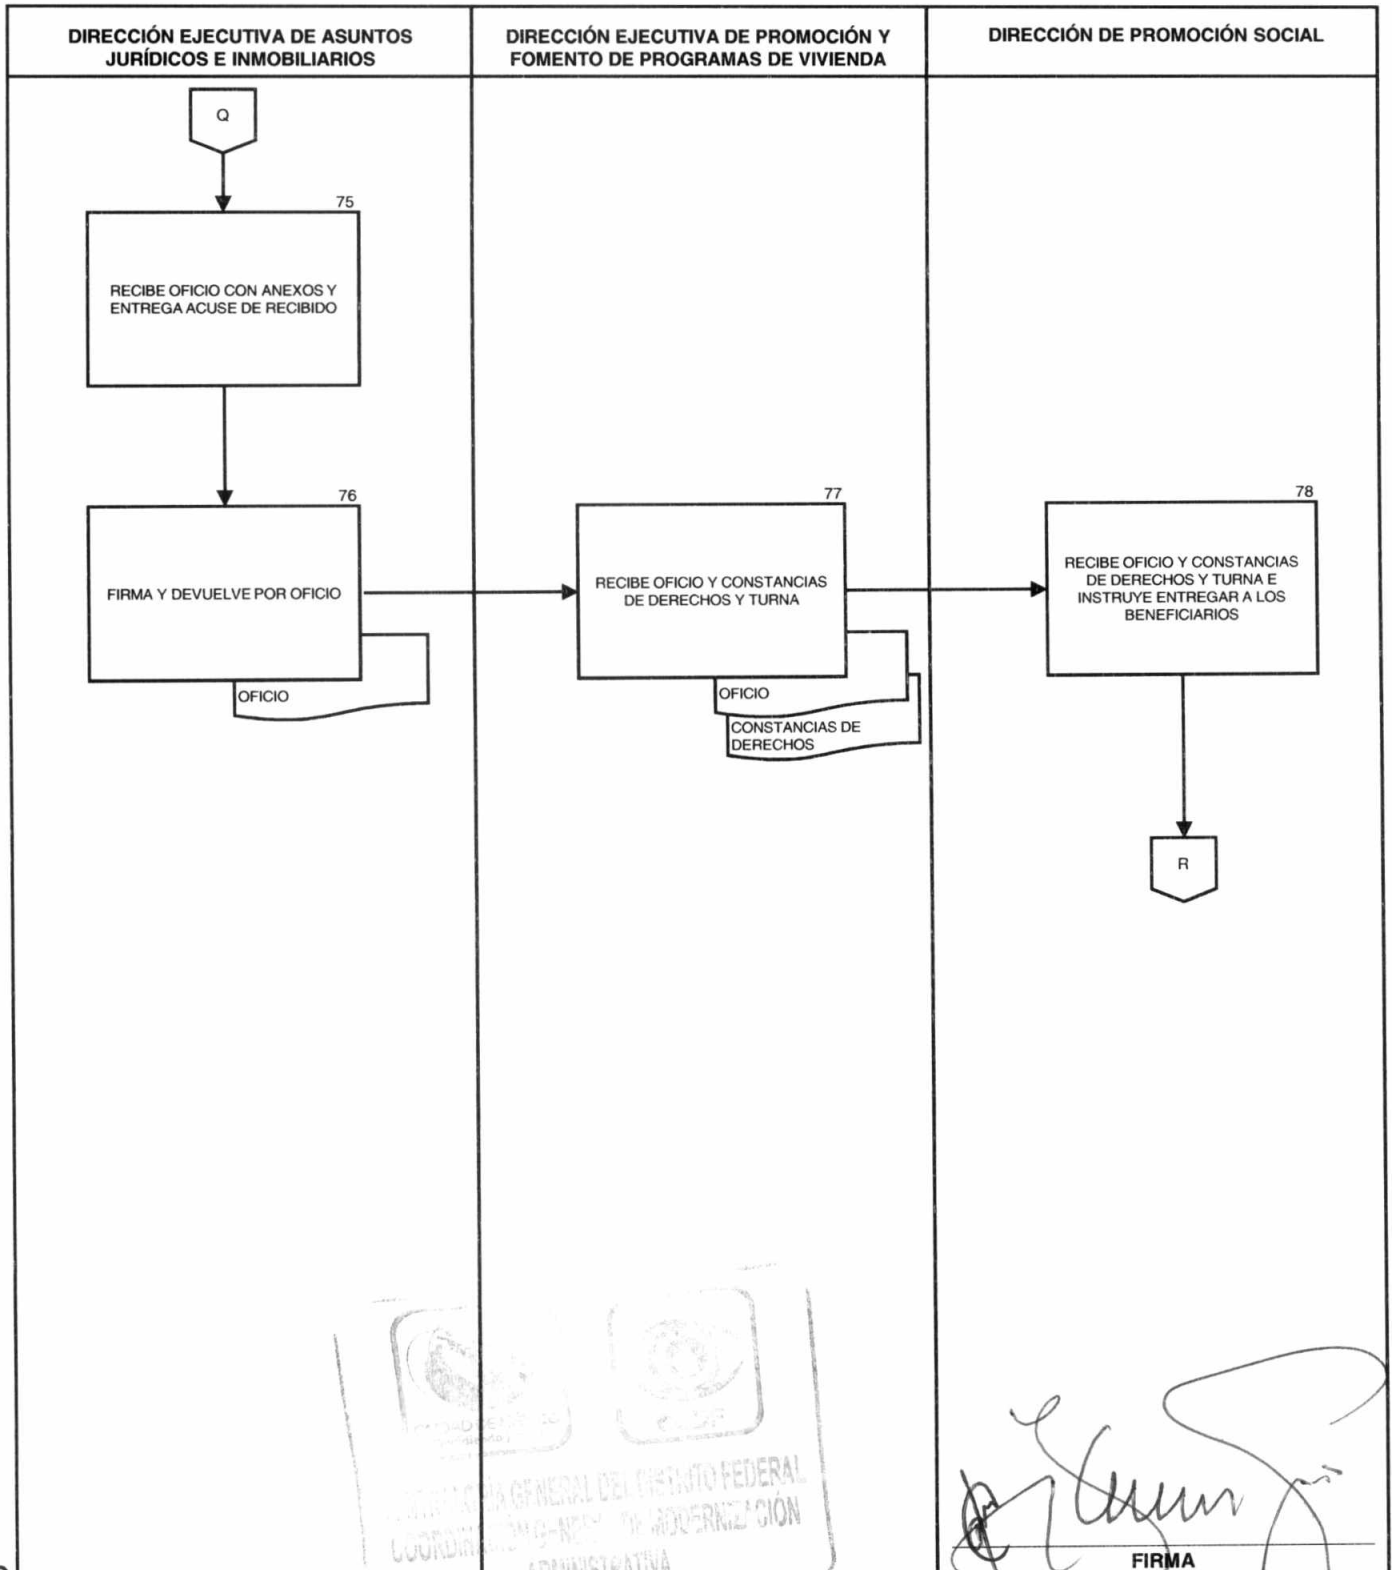 DIRECCIÓN EJECUTIVA DE ASUNTOS
JURÍDICOS E INMOBILIARIOS
DIRECCIÓN EJECUTIVA DE PROMOCIÓN Y
FOMENTO DE PROGRAMAS DE VIVIENDA
DIRECCIÓN DE PROMOCIÓN SOCIAL
Q
75
RECIBE OFICIO CON ANEXOS Y
ENTREGA ACUSE DE RECIBIDO
76
FIRMA Y DEVUELVE POR OFICIO
OFICIO
77
RECIBE OFICIO Y CONSTANCIAS
DE DERECHOS Y TURNA
OFICIO
CONSTANCIAS DE
DERECHOS
78
RECIBE OFICIO Y CONSTANCIAS
DE DERECHOS Y TURNA E
INSTRUYE ENTREGAR A LOS
BENEFICIARIOS
R
GENERAL DEL DISTRITO FEDERAL
COORDINACIÓN GENERAL DE MODERNIZACIÓN
ADMINISTRATIVA
FIRMA